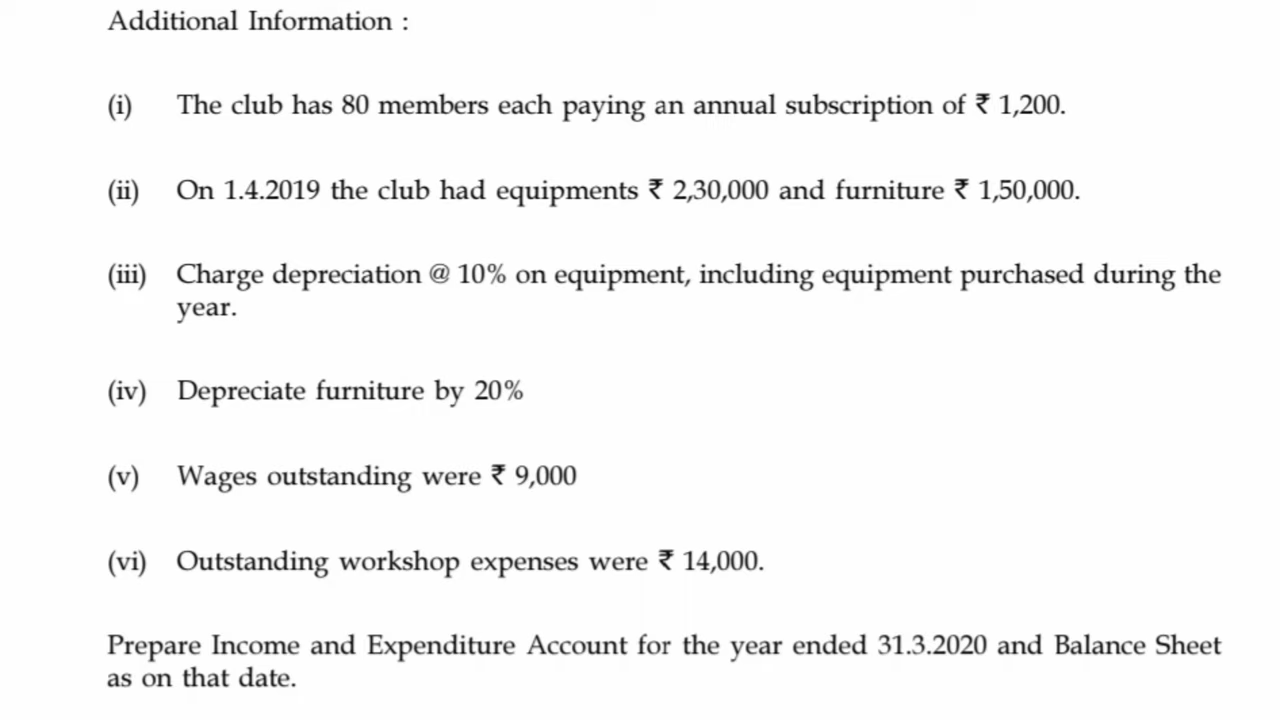 Additional Information :
(i) The club has 80 members each paying an annual subscription of ₹ 1,200.
(ii) On 1.4.2019 the club had equipments ₹ 2,30,000 and furniture ₹ 1,50,000.
(iii) Charge depreciation @ 10% on equipment, including equipment purchased during the
year.
(iv) Depreciate furniture by 20%
(v) Wages outstanding were ₹ 9,000
(vi) Outstanding workshop expenses were ₹ 14,000.
Prepare Income and Expenditure Account for the year ended 31.3.2020 and Balance Sheet
as on that date.